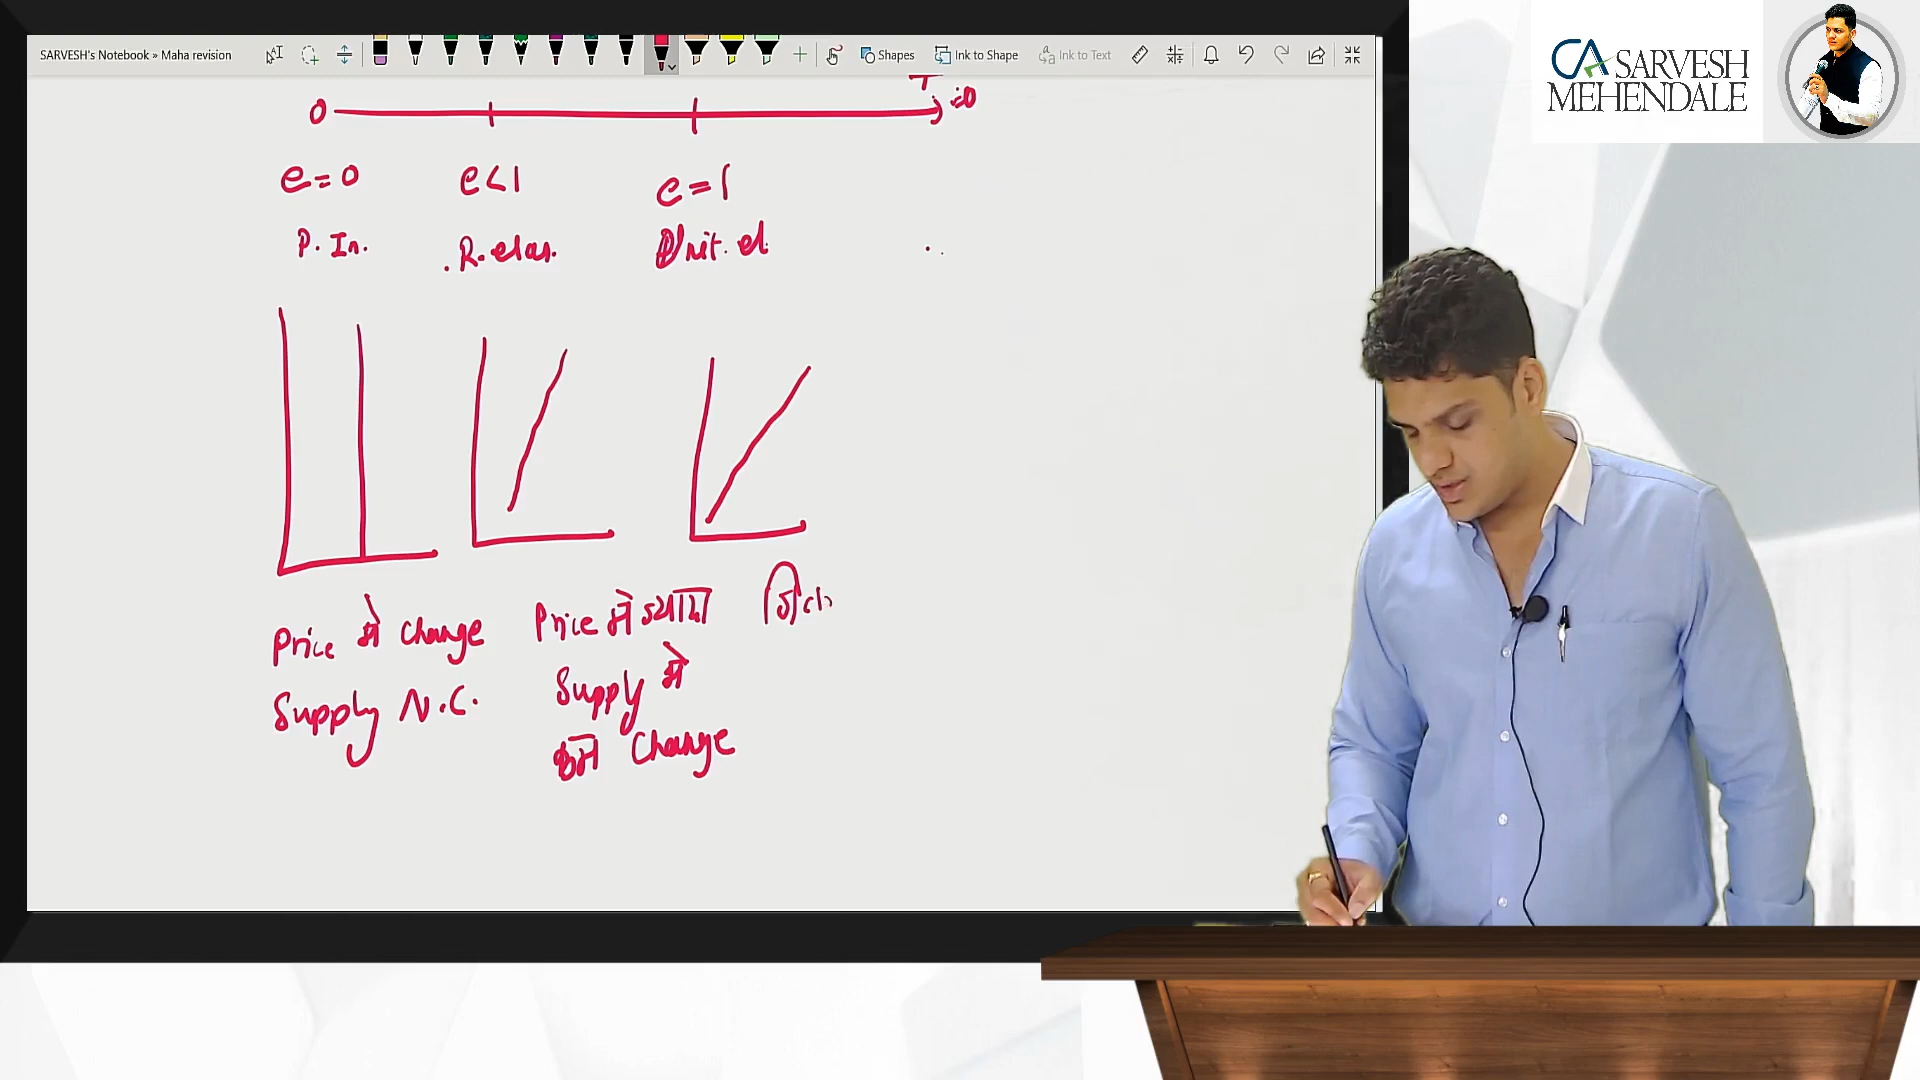 SARVESH's Notebook » Maha revision
Shapes
Ink to Shape
Ink to Text
CA SARVESH
MEHENDALE
0
e=0 e<1 e=1
P. In. R. elas. Unit. el
Price में Change
Supply N.C.
Price में ज्यादा
Supply में
कम Change